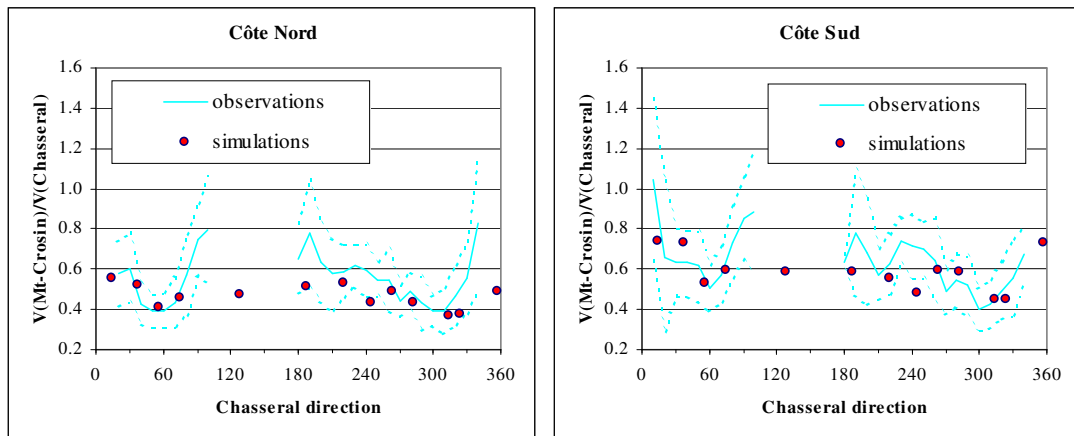 Côte Nord
V(Mt-Crosin)/V(Chasseral)
1.6
1.4
1.2
1.0
0.8
0.6
0.4
0.2
observations
simulations
0 60 120 180 240 300 360
Chasseral direction
Côte Sud
V(Mt-Crosin)/V(Chasseral)
1.6
1.4
1.2
1.0
0.8
0.6
0.4
0.2
observations
simulations
0 60 120 180 240 300 360
Chasseral direction